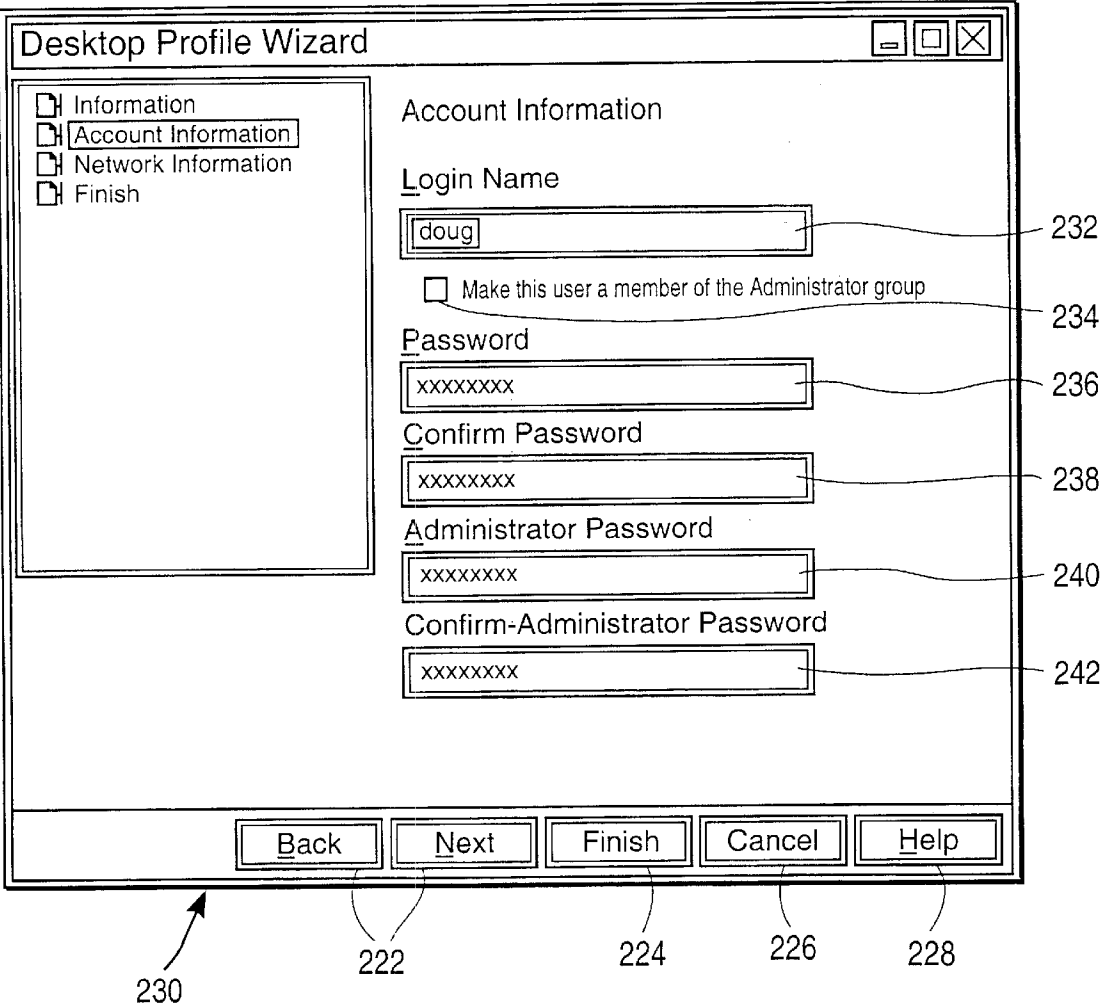 Desktop Profile Wizard
Information
Account Information
Network Information
Finish
Account Information
Login Name
doug
232
Make this user a member of the Administrator group
234
Password
xxxxxxxx
236
Confirm Password
xxxxxxxx
238
Administrator Password
xxxxxxxx
240
Confirm-Administrator Password
xxxxxxxx
242
Back Next Finish Cancel Help
230 222 224 226 228